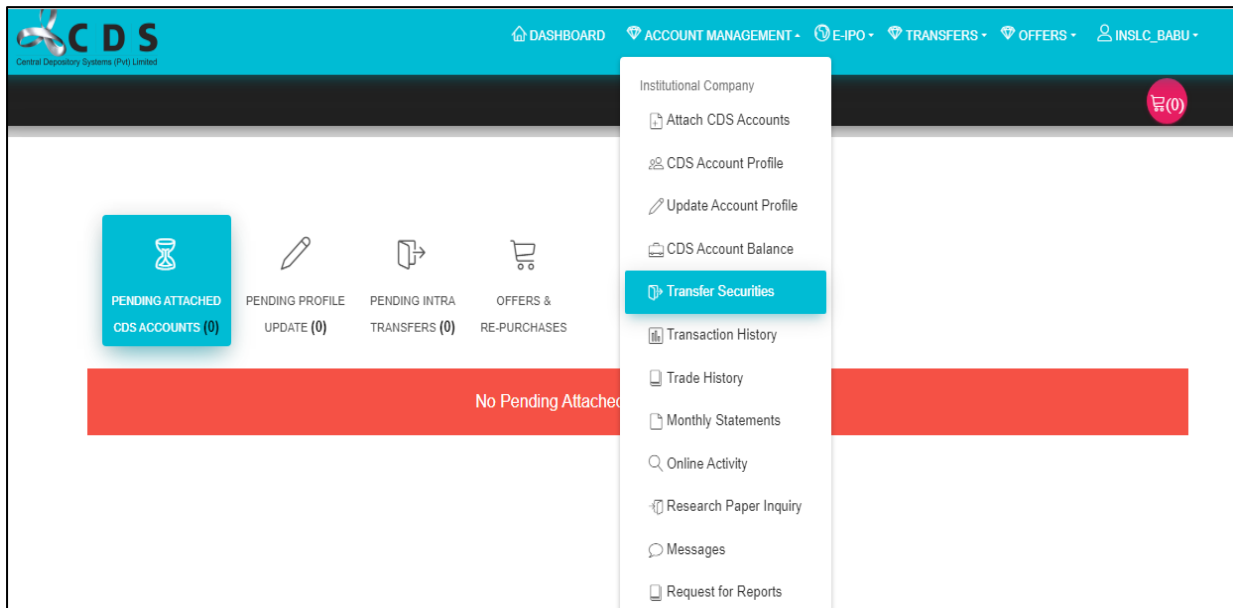 CDS
Central Depository Systems (Pvt) Limited
DASHBOARD
ACCOUNT MANAGEMENT
E-IPO
TRANSFERS
OFFERS
INSLC_BABU
(0)
Institutional Company
Attach CDS Accounts
CDS Account Profile
Update Account Profile
CDS Account Balance
Transfer Securities
Transaction History
Trade History
Monthly Statements
Online Activity
Research Paper Inquiry
Messages
Request for Reports
PENDING ATTACHED
CDS ACCOUNTS (0)
PENDING PROFILE
UPDATE (0)
PENDING INTRA
TRANSFERS (0)
OFFERS &
RE-PURCHASES
No Pending Attached